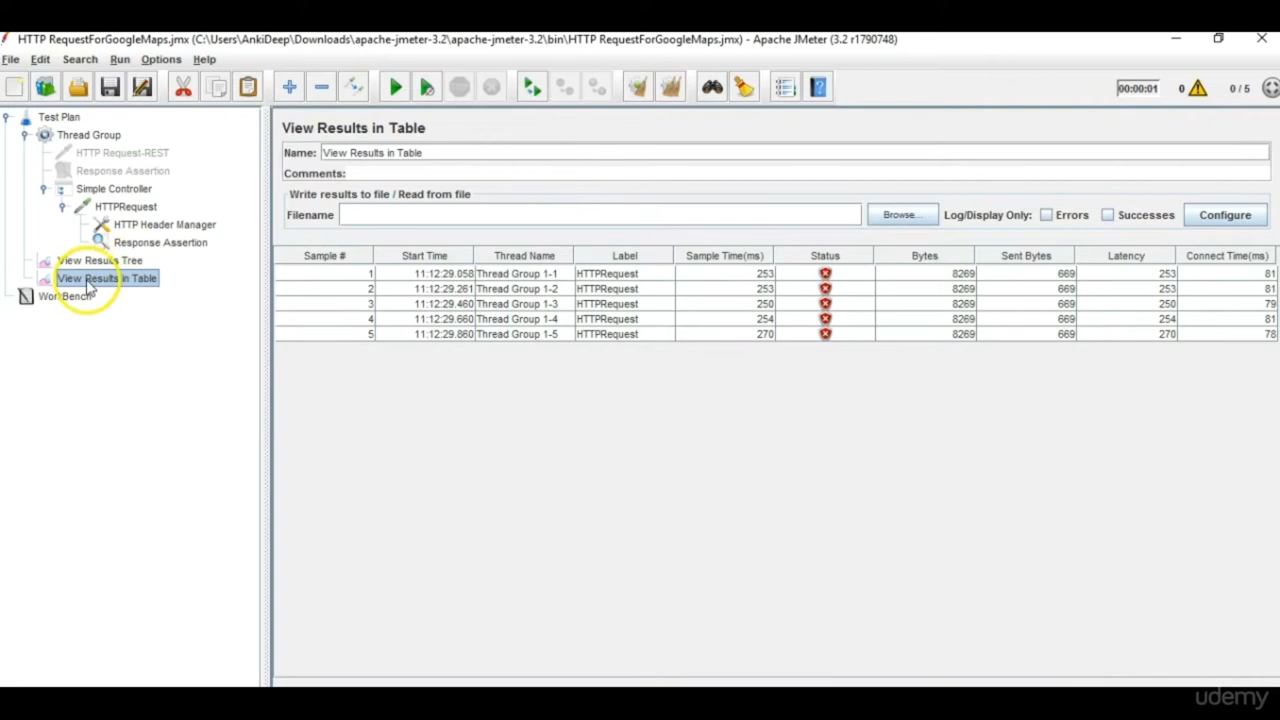 HTTP RequestForGoogleMaps.jmx (C:\Users\AnkiDeep\Downloads\apache-jmeter-3.2\apache-jmeter-3.2\bin\HTTP RequestForGoogleMaps.jmx) - Apache JMeter (3.2 r1790748)
File Edit Search Run Options Help
00:00:01 0 0 / 5
Test Plan
Thread Group
HTTP Request-REST
Response Assertion
Simple Controller
HTTPRequest
HTTP Header Manager
Response Assertion
View Results Tree
View Results in Table
WorkBench
View Results in Table
Name: View Results in Table
Comments:
Write results to file / Read from file
Filename Browse... Log/Display Only: Errors Successes Configure
Sample # Start Time Thread Name Label Sample Time(ms) Status Bytes Sent Bytes Latency Connect Time(ms)
1 11:12:29.058 Thread Group 1-1 HTTPRequest 253 8269 669 253 81
2 11:12:29.261 Thread Group 1-2 HTTPRequest 253 8269 669 253 81
3 11:12:29.460 Thread Group 1-3 HTTPRequest 250 8269 669 250 79
4 11:12:29.660 Thread Group 1-4 HTTPRequest 254 8269 669 254 81
5 11:12:29.860 Thread Group 1-5 HTTPRequest 270 8269 669 270 78
udemy